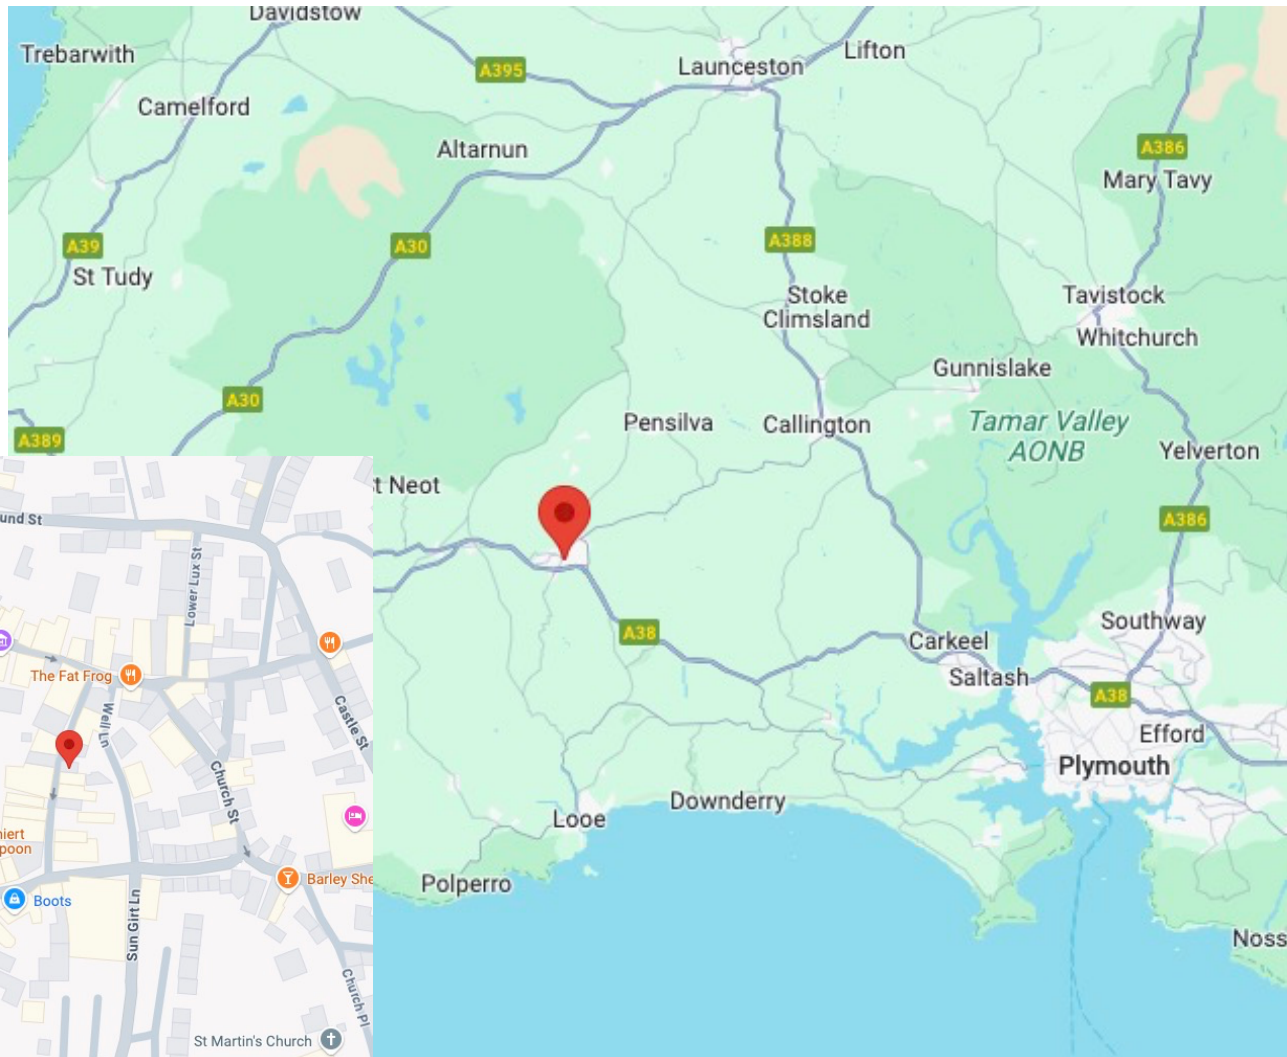 Davidstow
Trebarwith
A395
Launceston
Lifton
Camelford
Altarnun
A386
Mary Tavy
A39
A30
A388
St Tudy
Stoke
Climsland
Tavistock
Whitchurch
Gunnislake
A30
Pensilva
Callington
Tamar Valley
AONB
A389
Yelverton
t Neot
A386
Southway
A38
Carkeel
Saltash
A38
Efford
Plymouth
Downderry
Looe
Polperro
Noss
und St
Lower Lux St
The Fat Frog
Well Ln
Castle St
Church St
niert
poon
Barley She
Boots
Sun Girt Ln
Church Pl
St Martin's Church